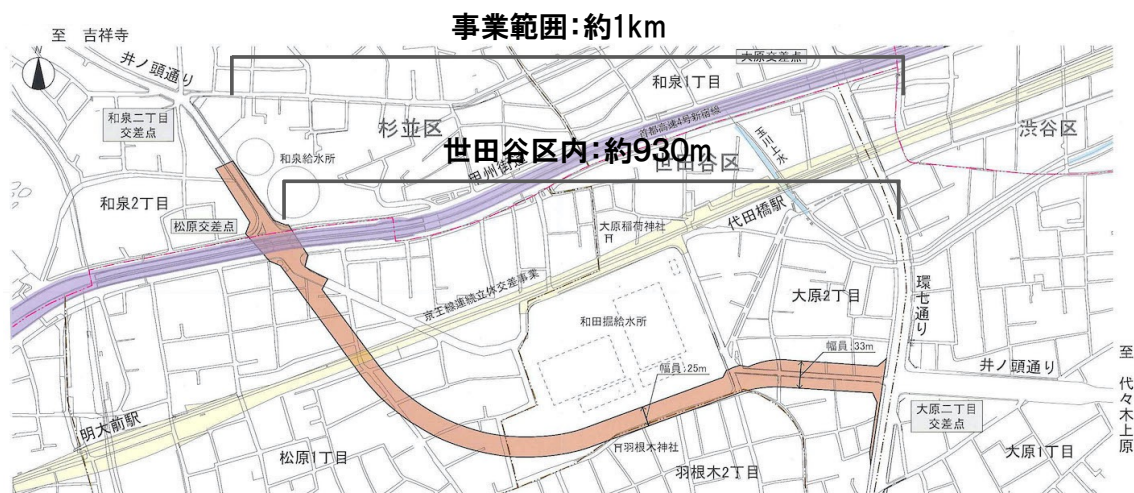 事業範囲:約1km
至 吉祥寺
井ノ頭通り
大原交差点
和泉1丁目
和泉二丁目
交差点
杉並区
首都高速4号新宿線
玉川上水
渋谷区
和泉給水所
世田谷区内:約930m
世田谷区
甲州街道
和泉2丁目
松原交差点
大原稲荷神社
代田橋駅
京王線連続立体交差事業
大原2丁目
環七通り
和田堀給水所
幅員:33m
井ノ頭通り
至 代々木上原
幅員:25m
明大前駅
大原二丁目
交差点
松原1丁目
羽根木神社
羽根木2丁目
大原1丁目